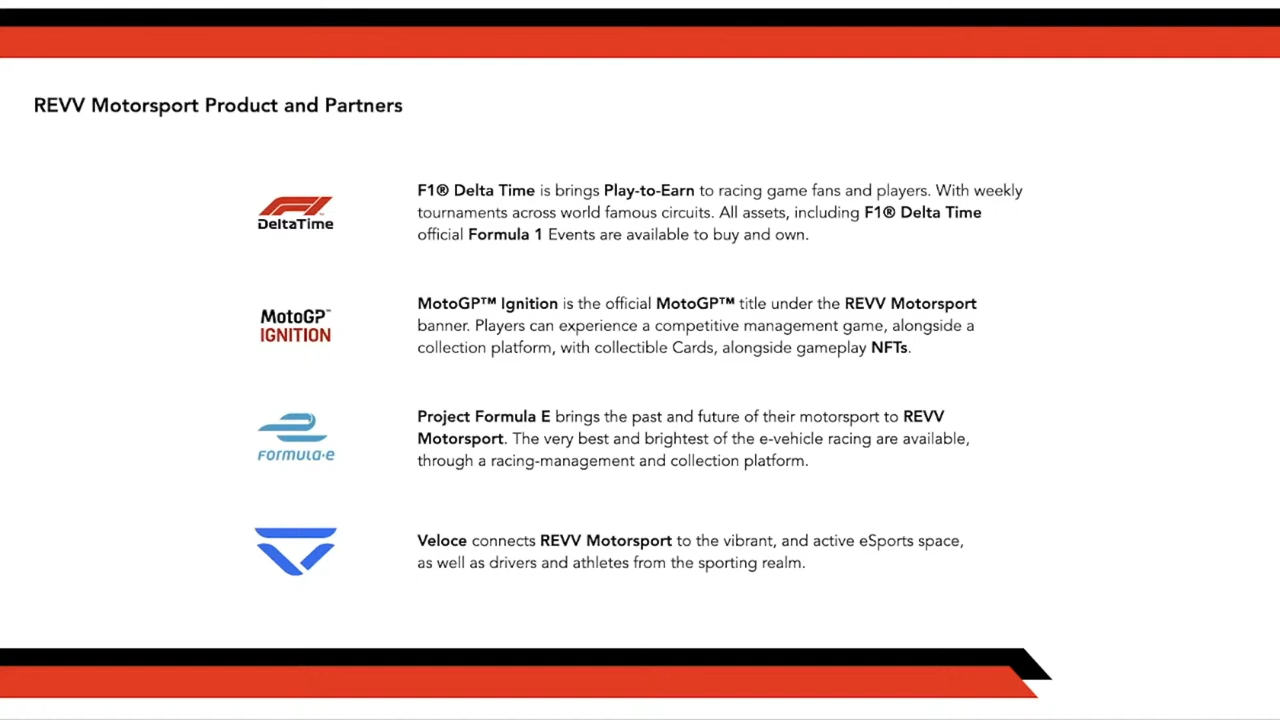 REVV Motorsport Product and Partners
F1® Delta Time is brings Play-to-Earn to racing game fans and players. With weekly
tournaments across world famous circuits. All assets, including F1® Delta Time
official Formula 1 Events are available to buy and own.
DeltaTime
MotoGP™ Ignition is the official MotoGP™ title under the REVV Motorsport
banner. Players can experience a competitive management game, alongside a
collection platform, with collectible Cards, alongside gameplay NFTs.
MotoGP™
IGNITION
Project Formula E brings the past and future of their motorsport to REVV
Motorsport. The very best and brightest of the e-vehicle racing are available,
through a racing-management and collection platform.
FORMULA-E
Veloce connects REVV Motorsport to the vibrant, and active eSports space,
as well as drivers and athletes from the sporting realm.